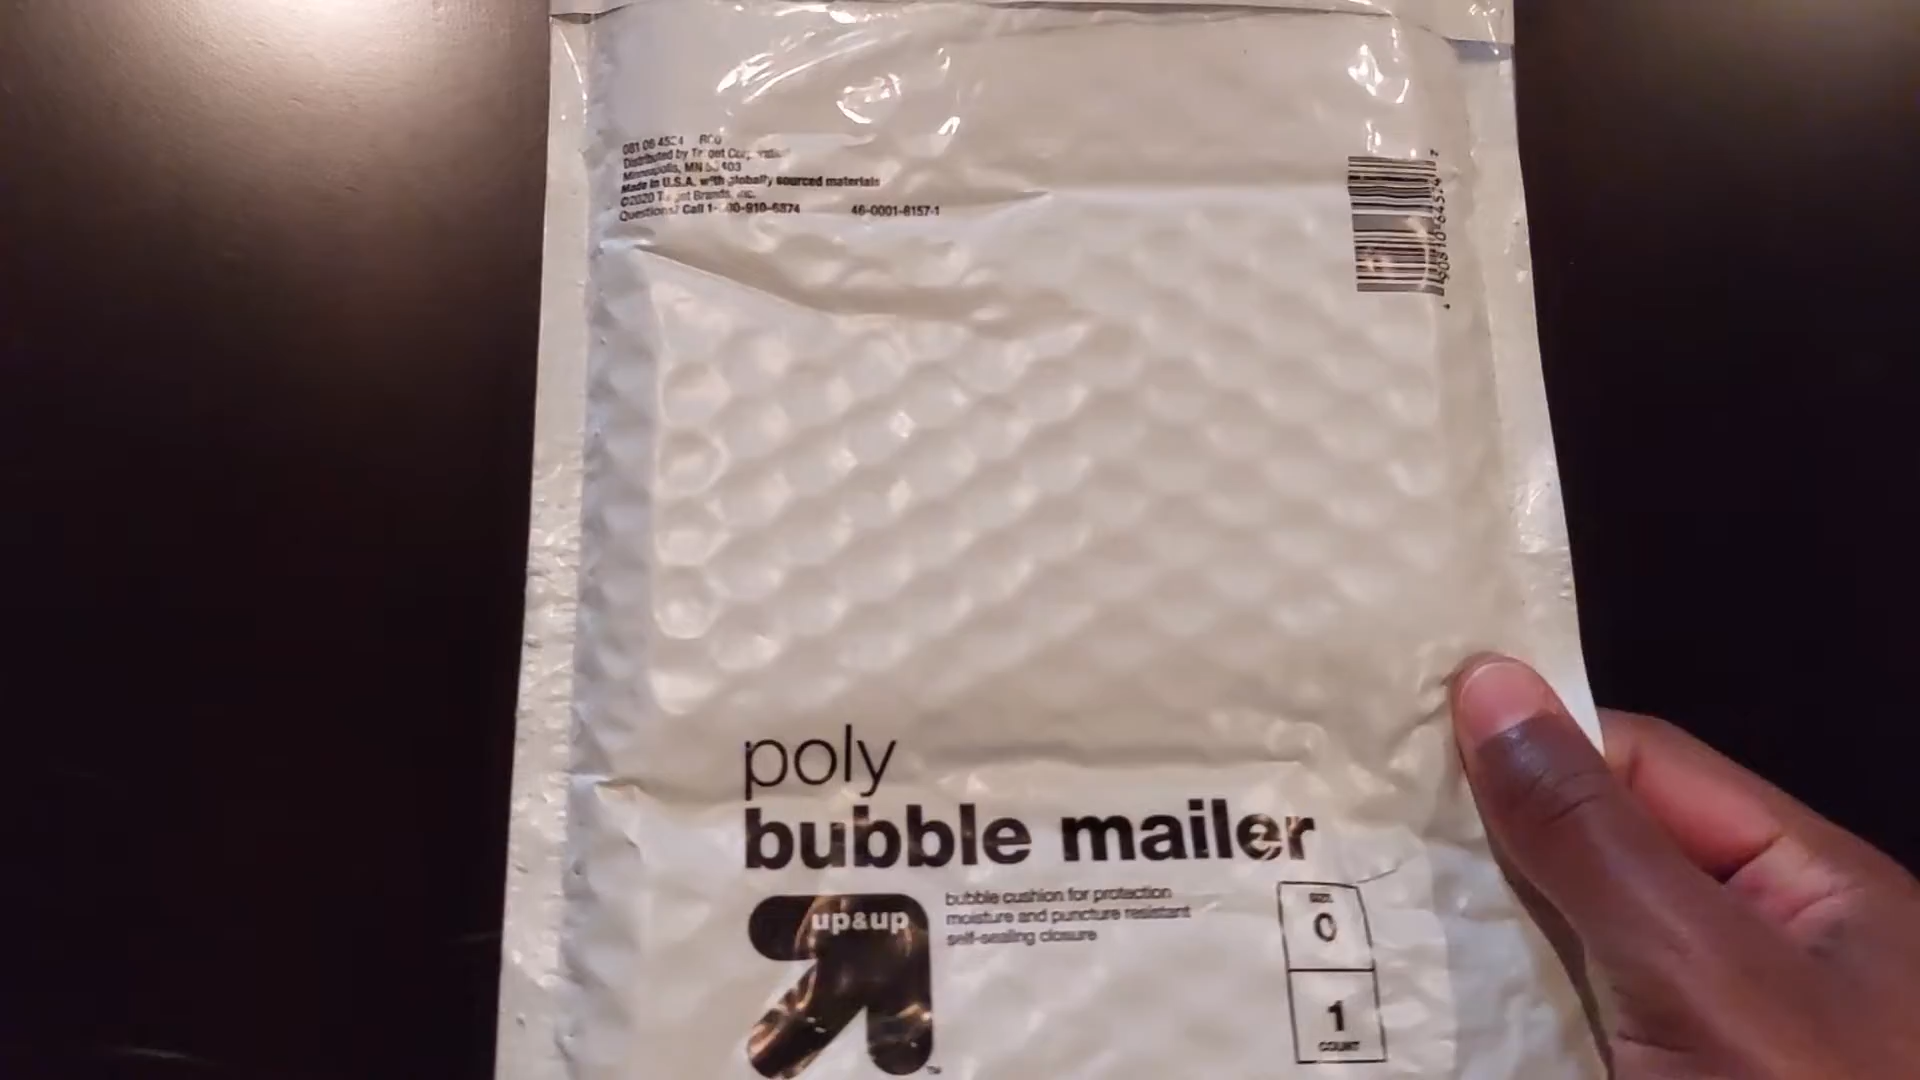 081 06 4524
Distributed by Target Corporation
Minneapolis, MN
Made in U.S.A. with globally sourced materials
©2020 Target Brands, Inc.
Questions? Call 46-0001-8157-1
poly
bubble mailer
up&up
bubble cushion for protection
moisture and puncture resistant
self-sealing closure
SIZE
0
1
COUNT
TM